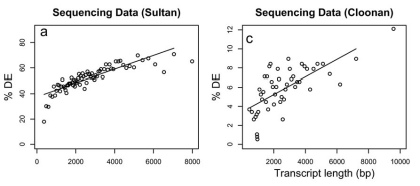 Sequencing Data (Sultan)
a
% DE
80
60
40
20
0
0 2000 4000 6000 8000
Sequencing Data (Cloonan)
c
% DE
12
10
8
6
4
2
0
2000 4000 6000 8000 10000
Transcript length (bp)